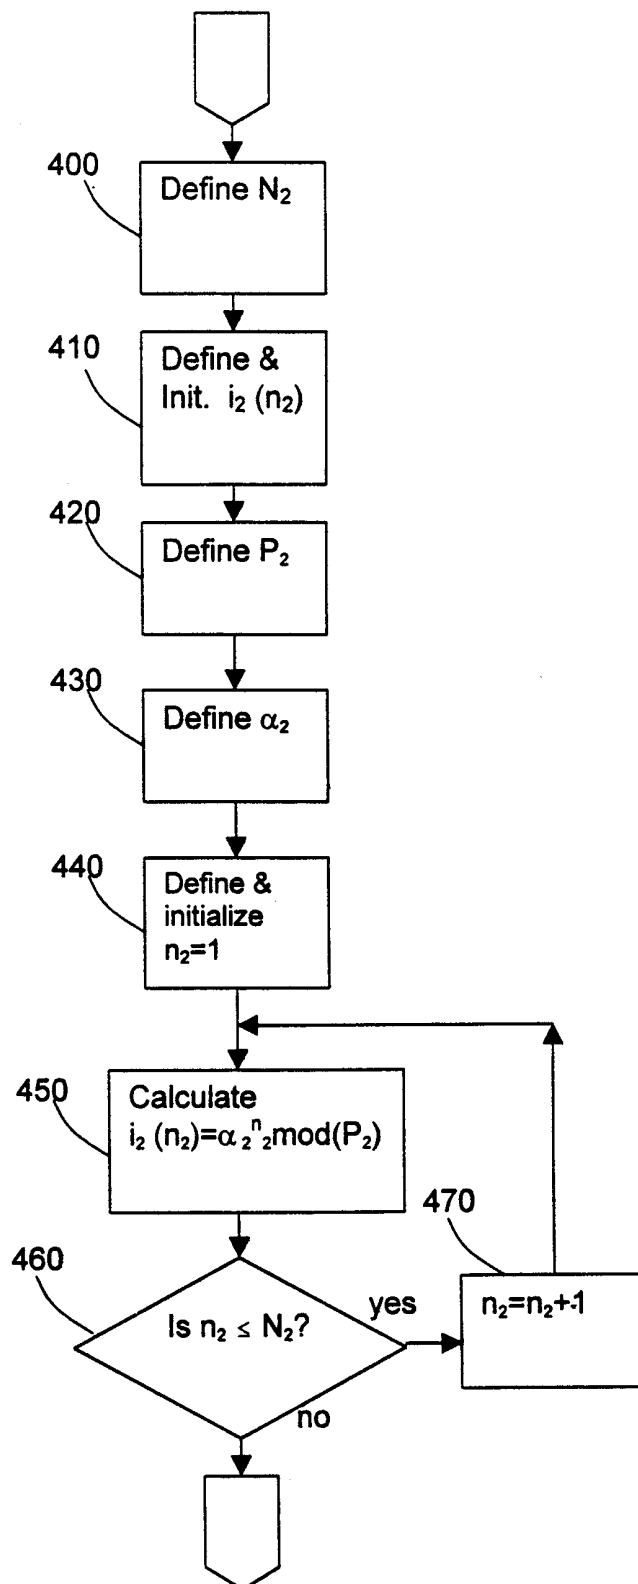 400
Define N₂
410
Define &
Init. i₂ (n₂)
420
Define P₂
430
Define α₂
440
Define &
initialize
n₂=1
450
Calculate
i₂ (n₂)=α₂ⁿ₂mod(P₂)
460
Is n₂ ≤ N₂?
yes
470
n₂=n₂+1
no